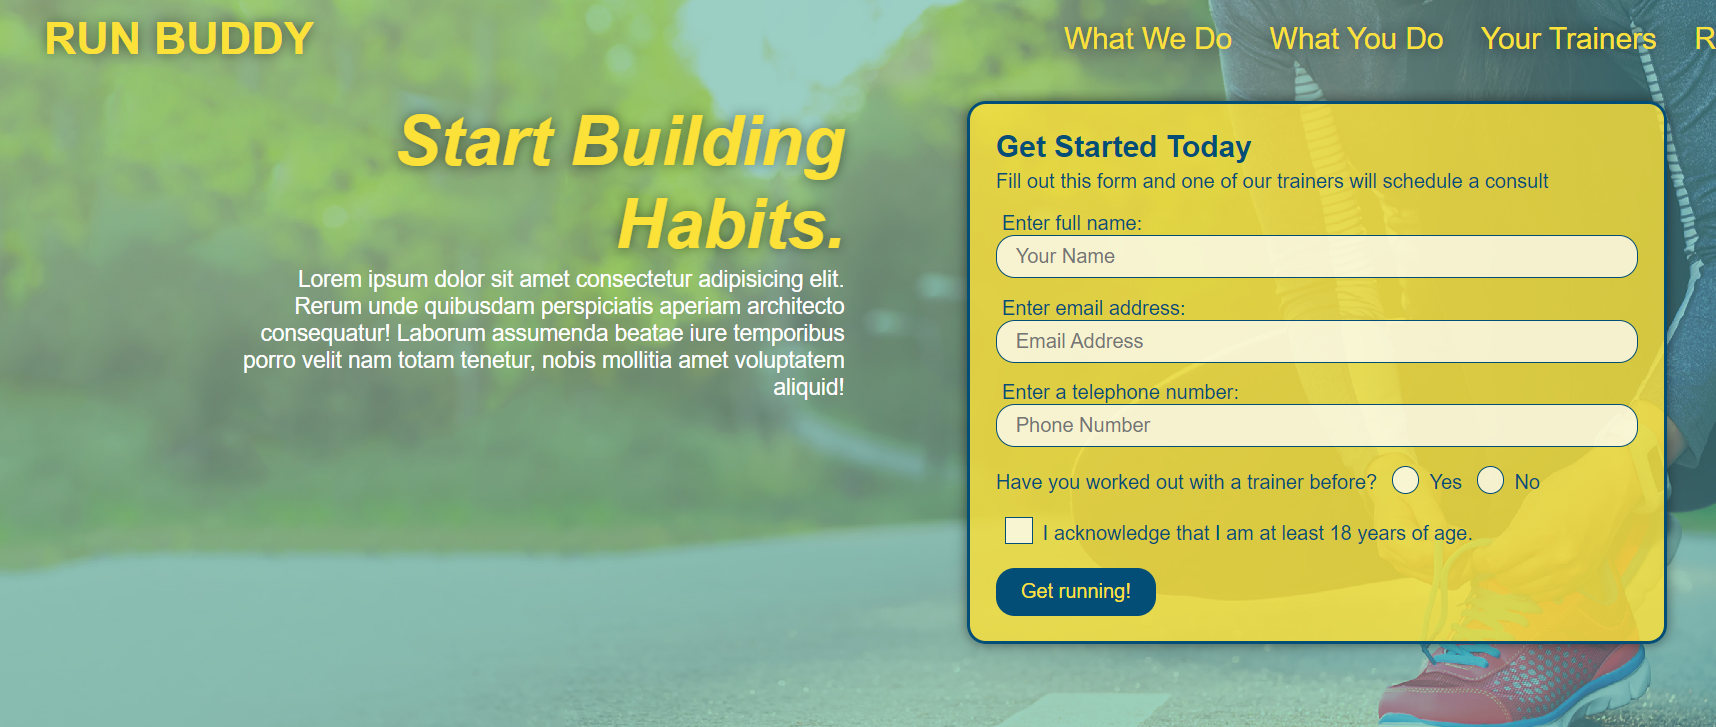 RUN BUDDY
What We Do What You Do Your Trainers R
Start Building
Habits.
Lorem ipsum dolor sit amet consectetur adipisicing elit.
Rerum unde quibusdam perspiciatis aperiam architecto
consequatur! Laborum assumenda beatae iure temporibus
porro velit nam totam tenetur, nobis mollitia amet voluptatem
aliquid!
Get Started Today
Fill out this form and one of our trainers will schedule a consult
Enter full name:
Your Name
Enter email address:
Email Address
Enter a telephone number:
Phone Number
Have you worked out with a trainer before? Yes No
I acknowledge that I am at least 18 years of age.
Get running!